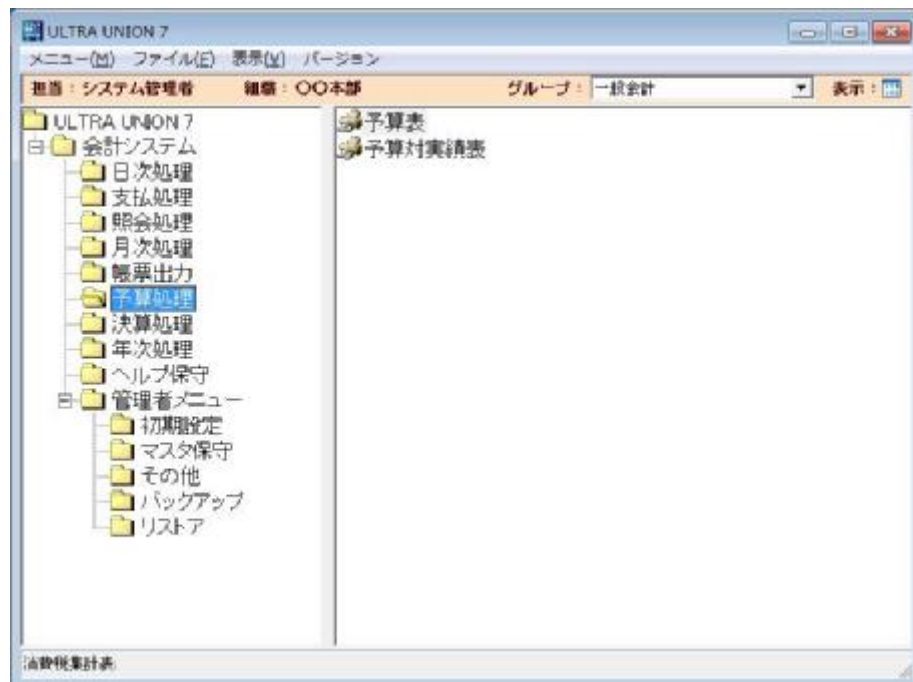 ULTRA UNION 7
メニュー(M) ファイル(F) 表示(V) バージョン
担当：システム管理者 組織：〇〇本部 グループ： 一般会計 表示：
ULTRA UNION 7
会計システム
日次処理
支払処理
照会処理
月次処理
帳票出力
予算処理
決算処理
年次処理
ヘルプ保守
管理者メニュー
初期設定
マスタ保守
その他
バックアップ
リストア
予算表
予算対実績表
消費税集計表